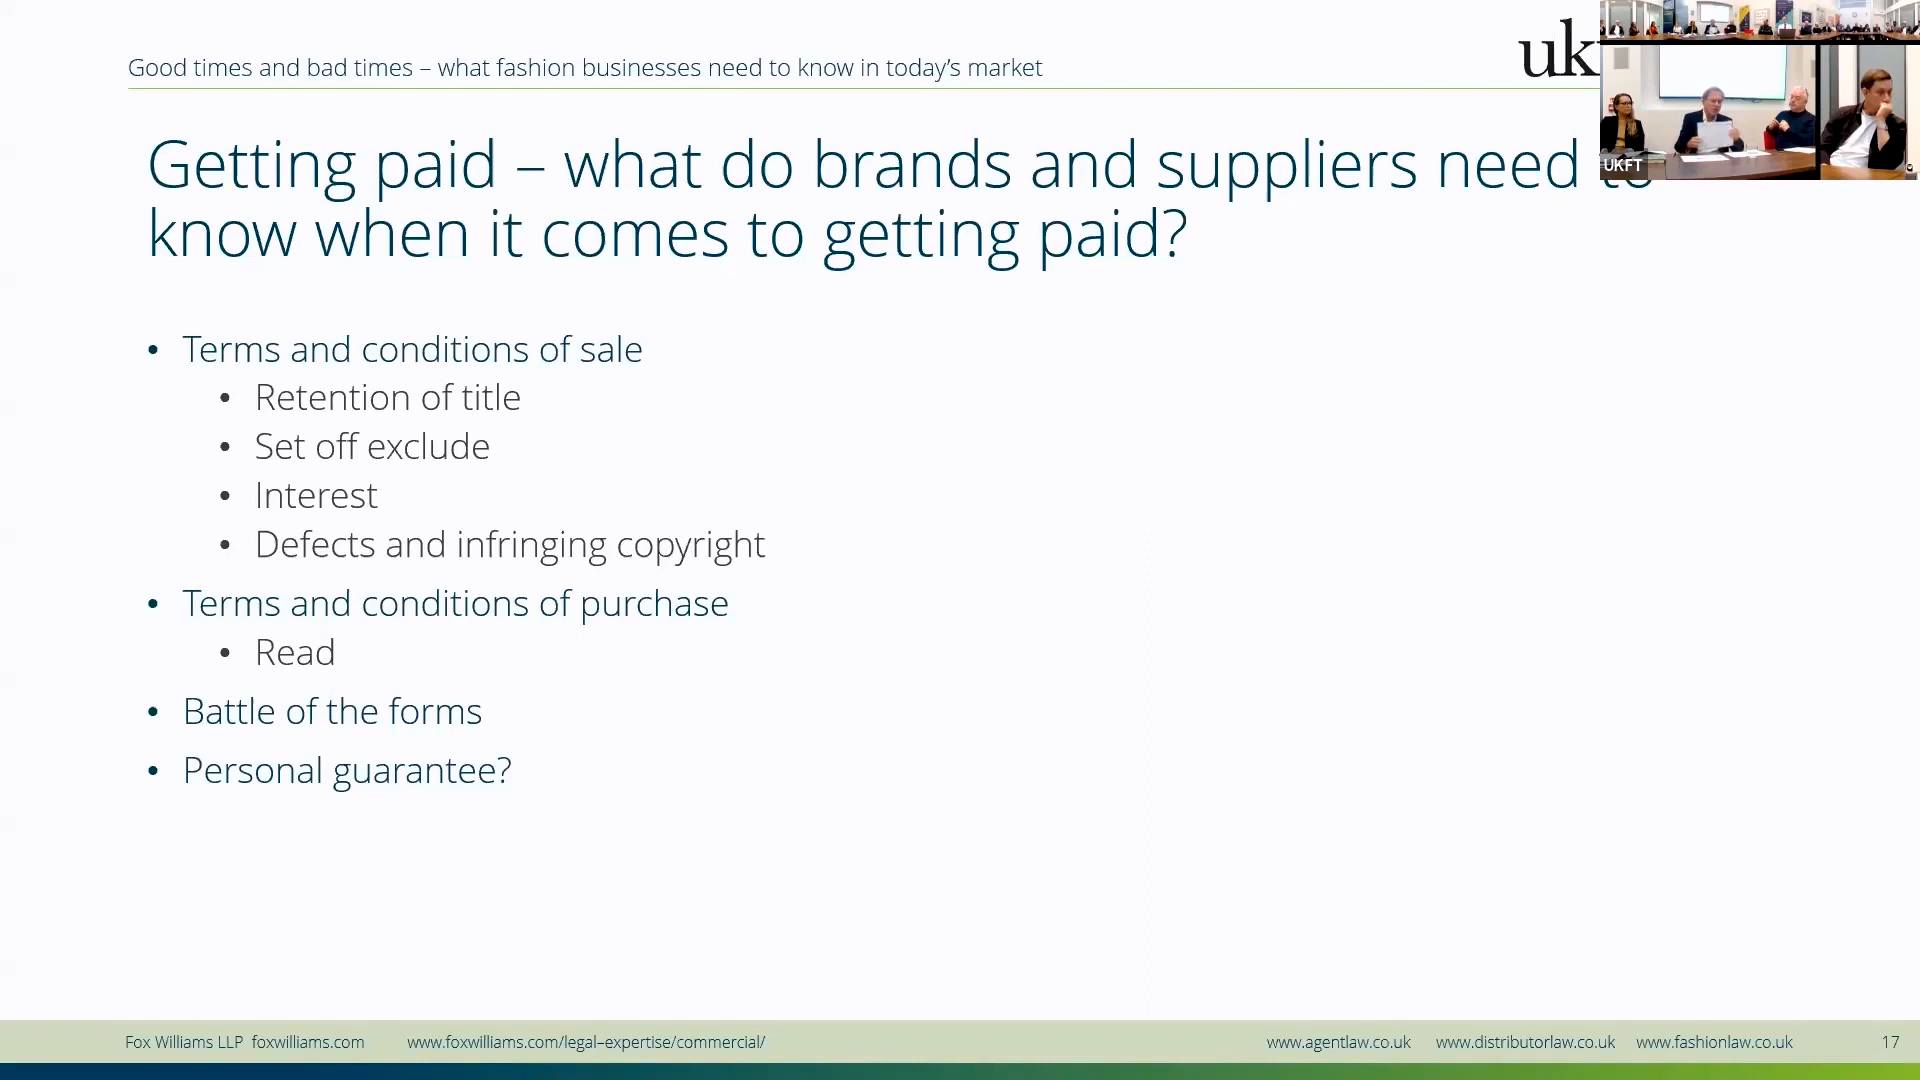 Good times and bad times – what fashion businesses need to know in today's market
uk
UKFT
Getting paid – what do brands and suppliers need to
know when it comes to getting paid?
• Terms and conditions of sale
• Retention of title
• Set off exclude
• Interest
• Defects and infringing copyright
• Terms and conditions of purchase
• Read
• Battle of the forms
• Personal guarantee?
Fox Williams LLP foxwilliams.com www.foxwilliams.com/legal–expertise/commercial/ www.agentlaw.co.uk www.distributorlaw.co.uk www.fashionlaw.co.uk 17